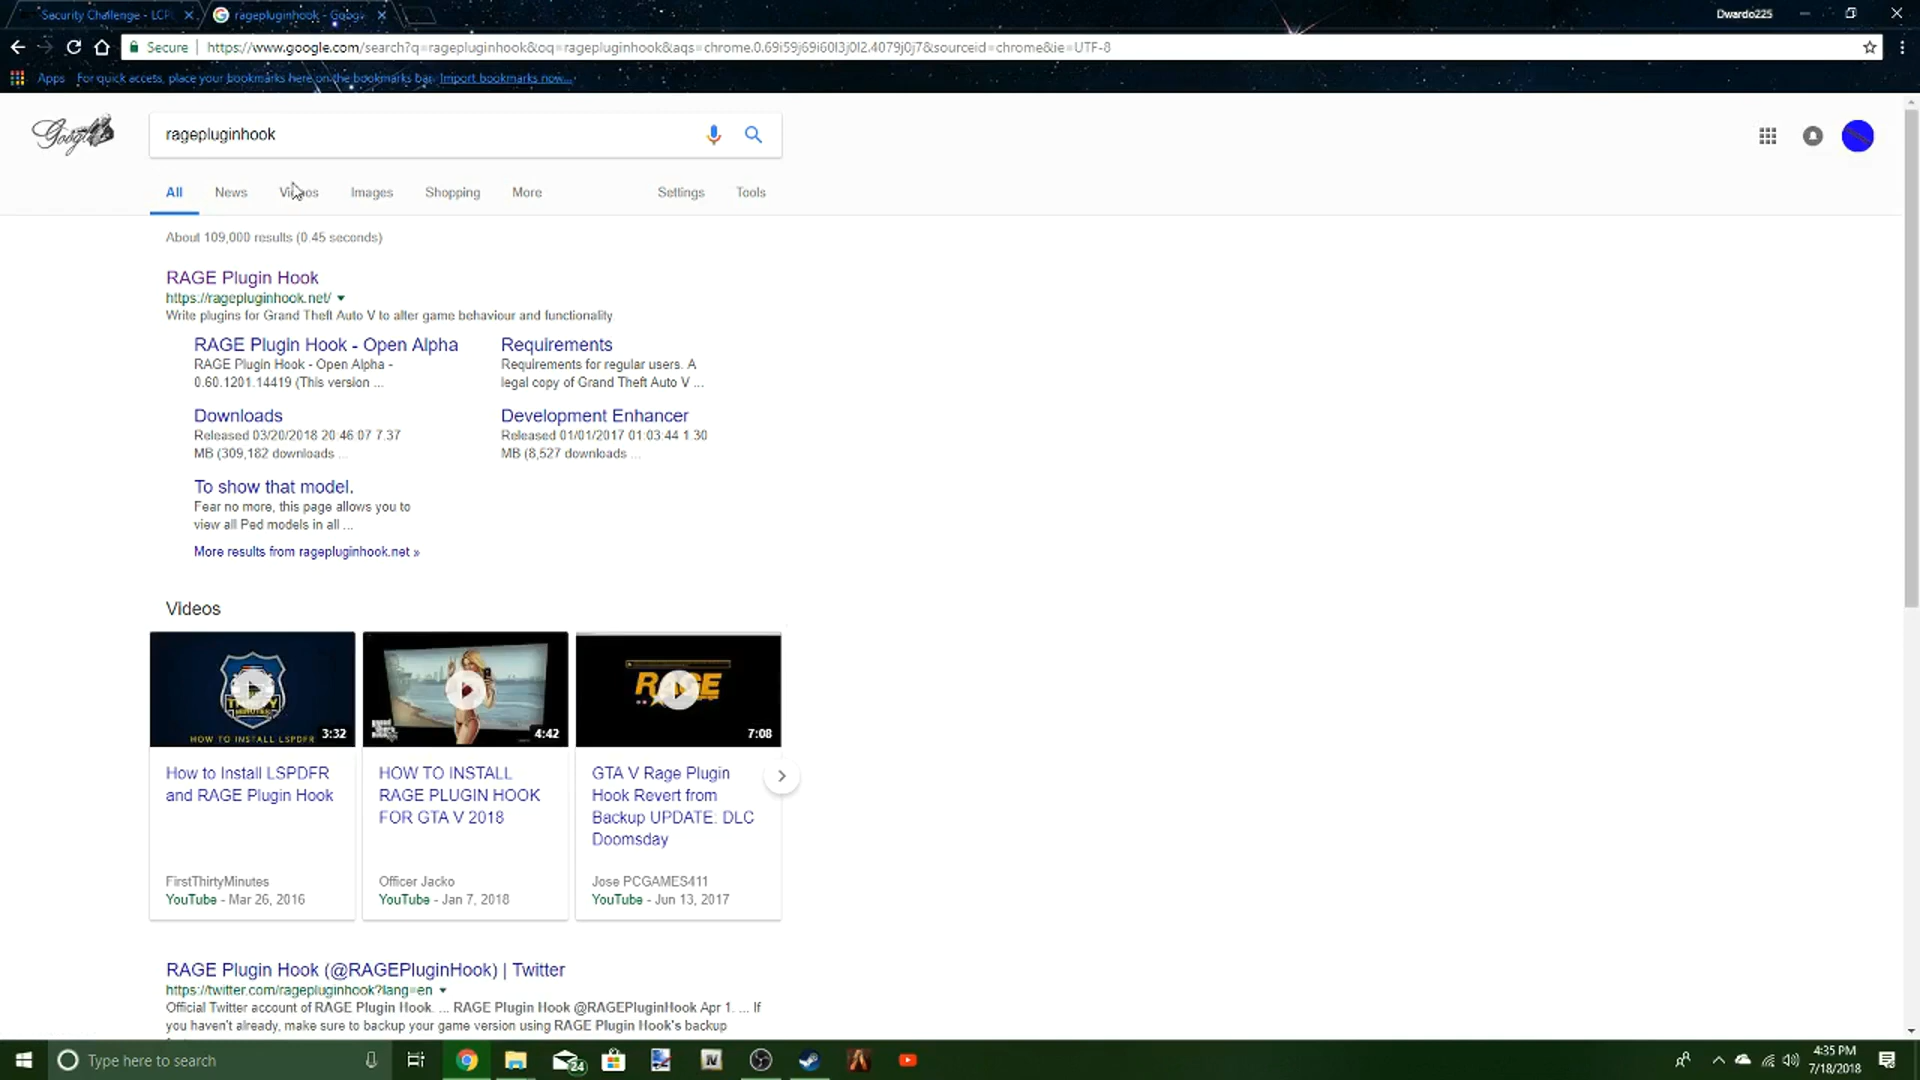 Security Challenge - LCP
ragepluginhook - Goog
Dwardo225
Secure
https://www.google.com/search?q=ragepluginhook&oq=ragepluginhook&aqs=chrome.0.69i59j69i60l3j0l2.4079j0j7&sourceid=chrome&ie=UTF-8
Apps For quick access, place your bookmarks here on the bookmarks bar. Import bookmarks now...
Google
ragepluginhook
All News Videos Images Shopping More Settings Tools
About 109,000 results (0.45 seconds)
RAGE Plugin Hook
https://ragepluginhook.net/
Write plugins for Grand Theft Auto V to alter game behaviour and functionality
RAGE Plugin Hook - Open Alpha
RAGE Plugin Hook - Open Alpha -
0.60.1201.14419 (This version ...
Requirements
Requirements for regular users. A
legal copy of Grand Theft Auto V ...
Downloads
Released 03/20/2018 20 46 07 7.37
MB (309,182 downloads ...
Development Enhancer
Released 01/01/2017 01:03:44 1 30
MB (8,527 downloads ...
To show that model.
Fear no more, this page allows you to
view all Ped models in all ...
More results from ragepluginhook.net »
Videos
THIRTY
HOW TO INSTALL LSPDFR
3:32
4:42
RAGE
7:08
How to Install LSPDFR
and RAGE Plugin Hook
FirstThirtyMinutes
YouTube - Mar 26, 2016
HOW TO INSTALL
RAGE PLUGIN HOOK
FOR GTA V 2018
Officer Jacko
YouTube - Jan 7, 2018
GTA V Rage Plugin
Hook Revert from
Backup UPDATE: DLC
Doomsday
Jose PCGAMES411
YouTube - Jun 13, 2017
RAGE Plugin Hook (@RAGEPluginHook) | Twitter
https://twitter.com/ragepluginhook?lang=en
Official Twitter account of RAGE Plugin Hook. ... RAGE Plugin Hook @RAGEPluginHook Apr 1. ... If
you haven't already, make sure to backup your game version using RAGE Plugin Hook's backup
Type here to search
24
4:35 PM
7/18/2018